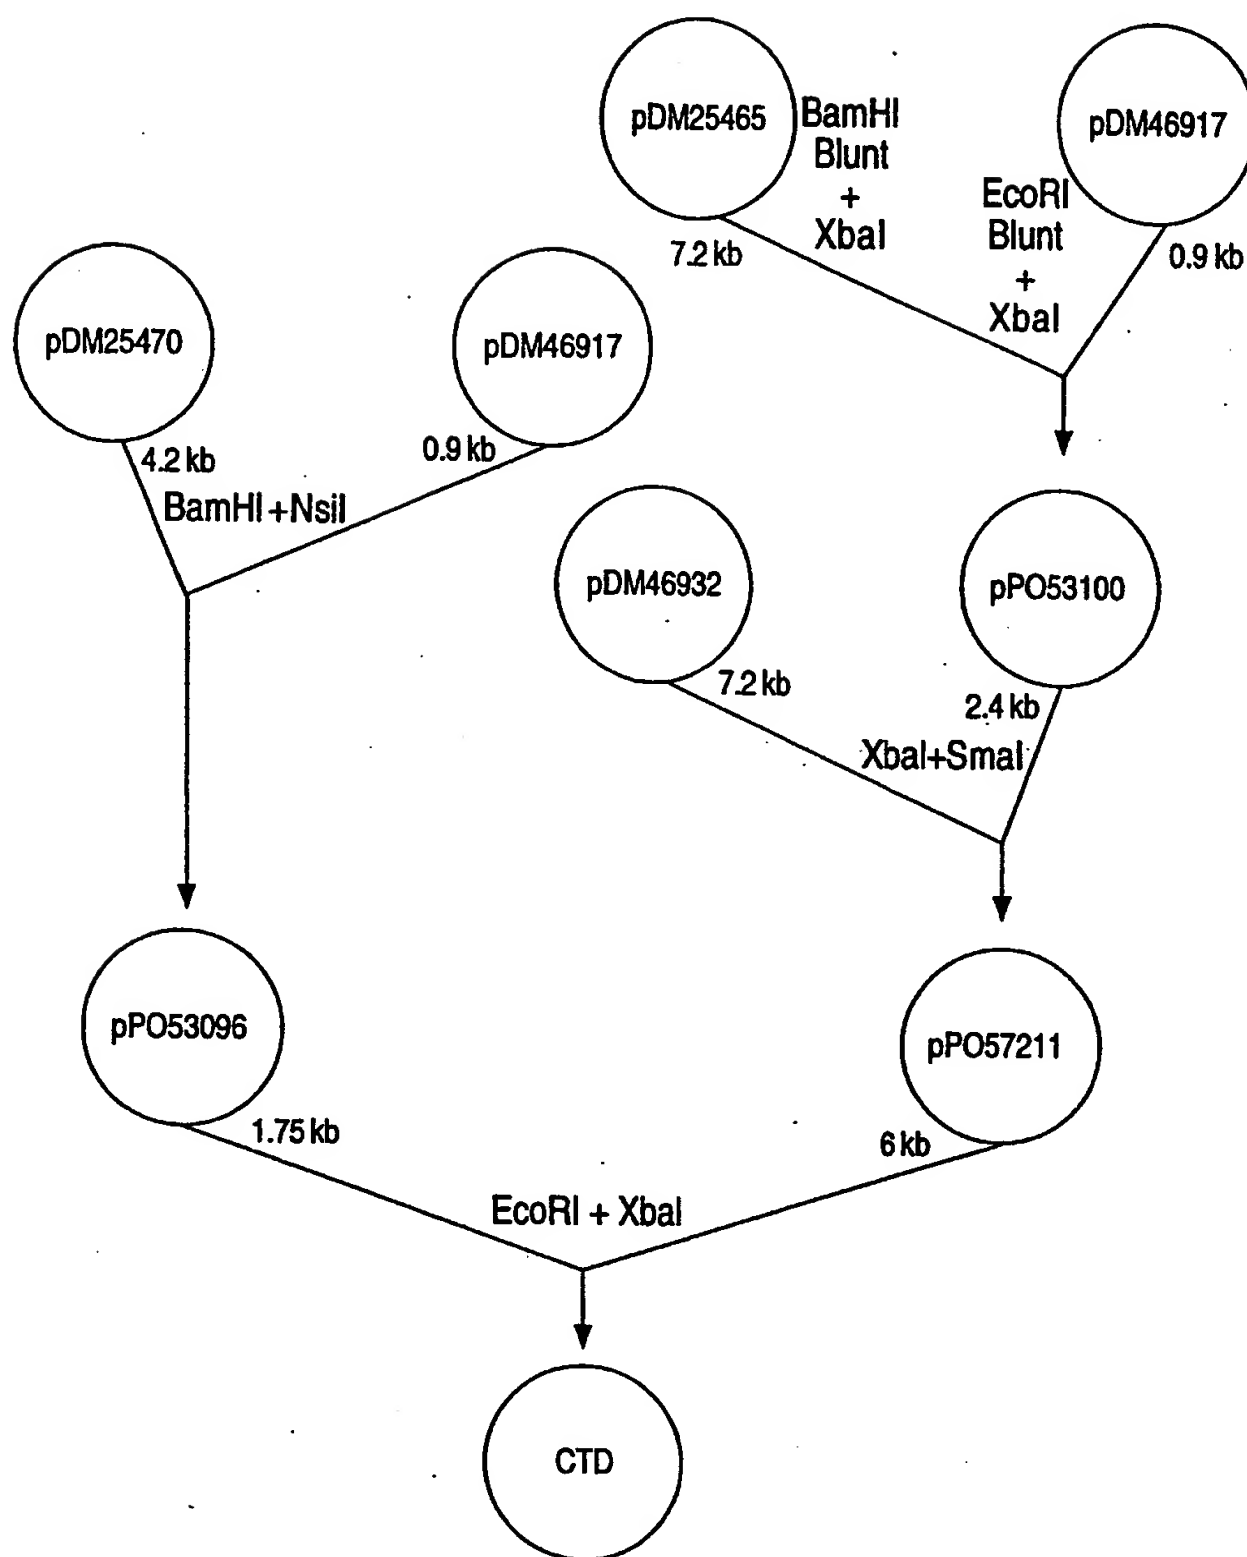 pDM25465
BamHI
Blunt
+
XbaI
7.2 kb
pDM46917
EcoRI
Blunt
+
XbaI
0.9 kb
pDM25470
4.2 kb
pDM46917
0.9 kb
BamHI + NsiI
pDM46932
7.2 kb
pPO53100
2.4 kb
XbaI+SmaI
pPO53096
1.75 kb
pPO57211
6 kb
EcoRI + XbaI
CTD